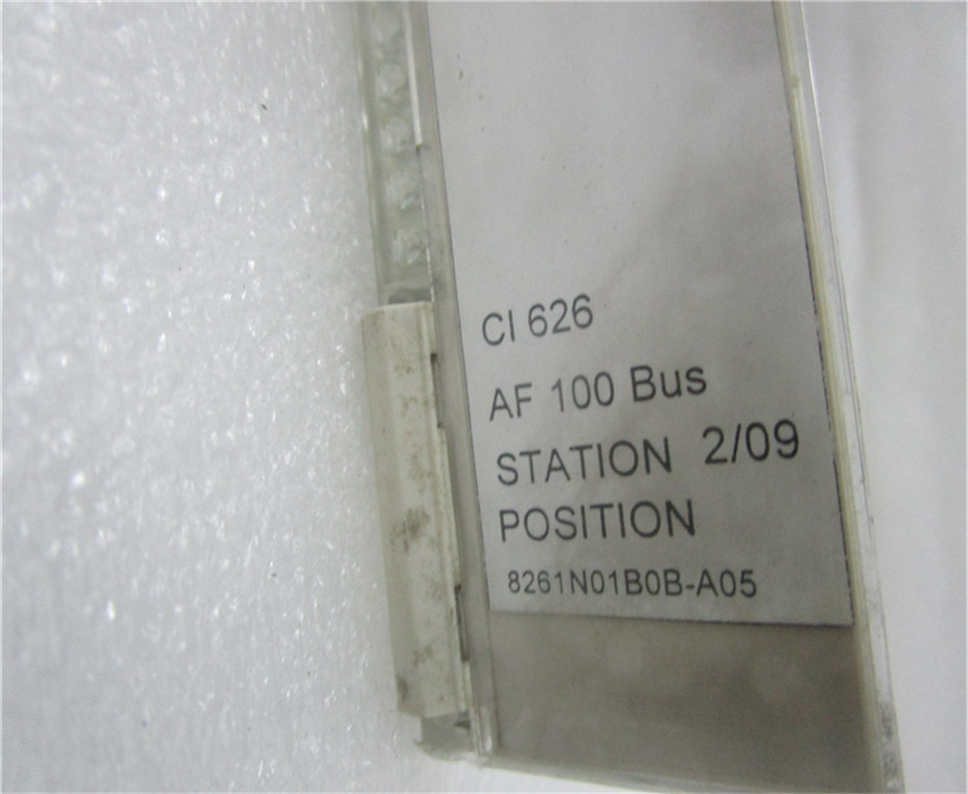 CI 626
AF 100 Bus
STATION 2/09
POSITION
8261N01B0B-A05